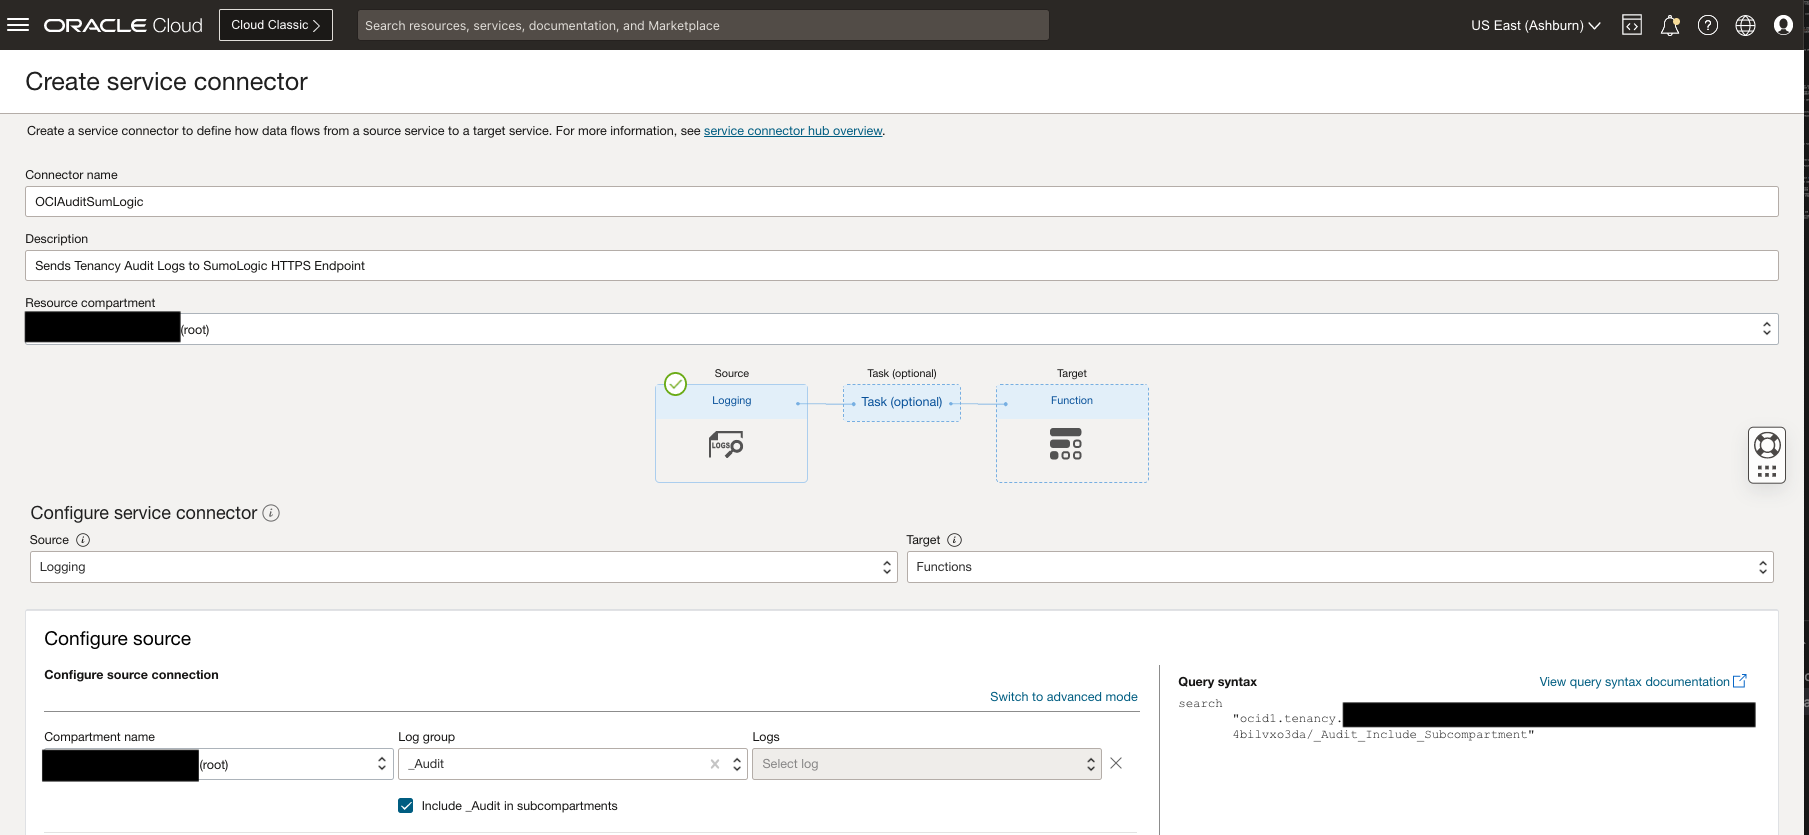 ORACLE Cloud
Cloud Classic
Search resources, services, documentation, and Marketplace
US East (Ashburn)
Create service connector
Create a service connector to define how data flows from a source service to a target service. For more information, see service connector hub overview.
Connector name
OCIAuditSumLogic
Description
Sends Tenancy Audit Logs to SumoLogic HTTPS Endpoint
Resource compartment
(root)
Source
Task (optional)
Target
Logging
Task (optional)
Function
LOGS
Configure service connector
Source
Target
Logging
Functions
Configure source
Configure source connection
Switch to advanced mode
Compartment name
Log group
Logs
(root)
_Audit
Select log
Include _Audit in subcompartments
Query syntax
View query syntax documentation
search
"ocid1.tenancy.
4bilvxo3da/_Audit_Include_Subcompartment"